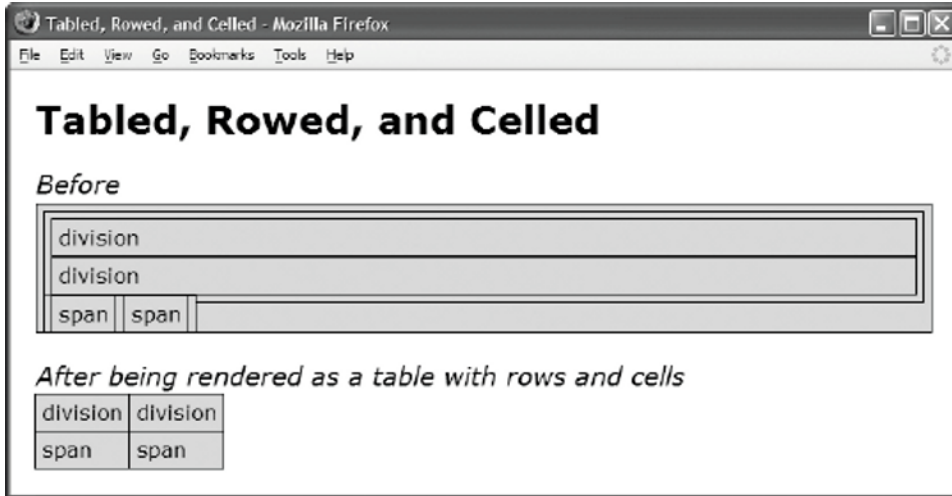 Tabled, Rowed, and Celled - Mozilla Firefox
File Edit View Go Bookmarks Tools Help
Tabled, Rowed, and Celled
Before
division
division
span span
After being rendered as a table with rows and cells
division division
span span